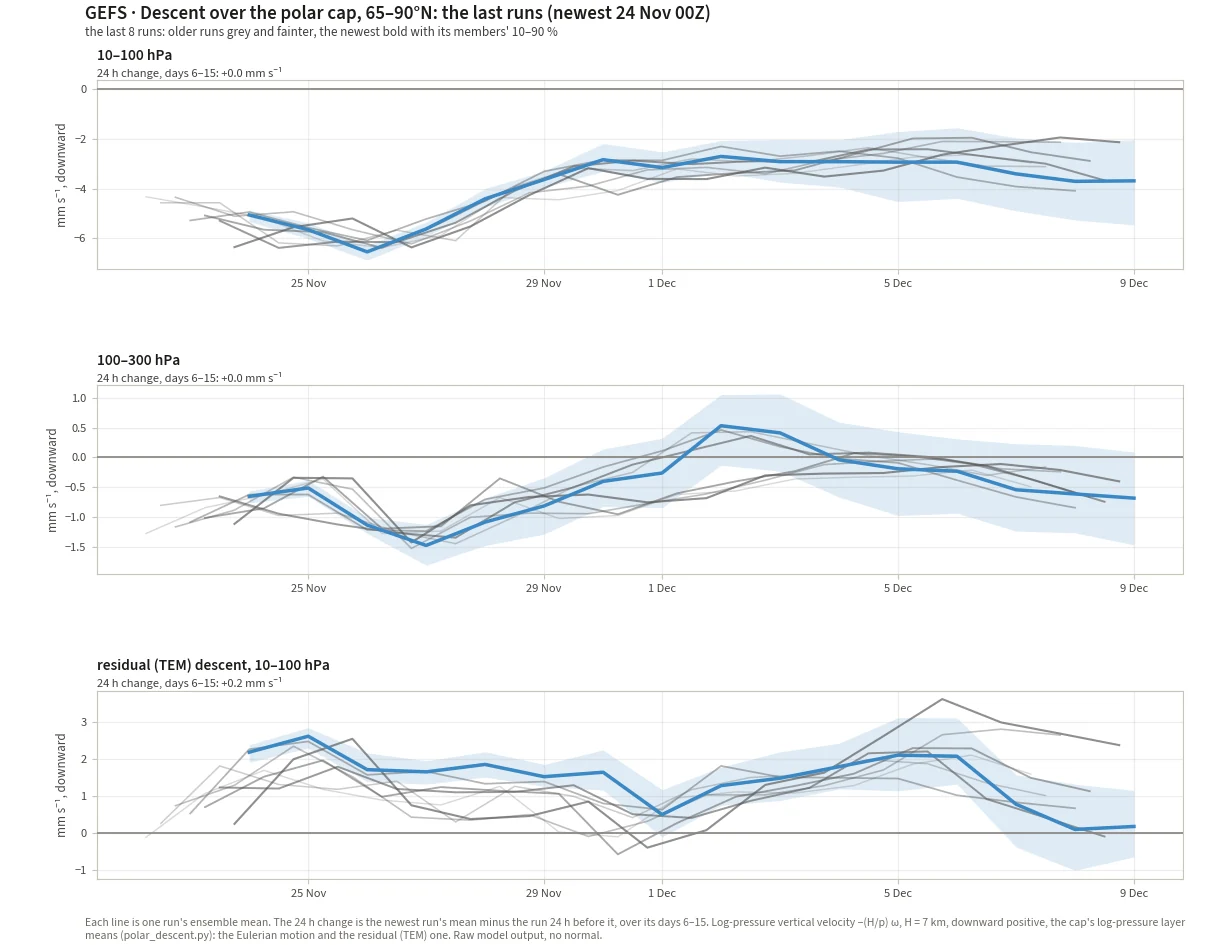 GEFS · Descent over the polar cap, 65–90°N: the last runs (newest 24 Nov 00Z)
the last 8 runs: older runs grey and fainter, the newest bold with its members' 10–90 %
10–100 hPa
24 h change, days 6–15: +0.0 mm s⁻¹
0
−2
−4
−6
mm s⁻¹, downward
25 Nov
29 Nov
1 Dec
5 Dec
9 Dec
100–300 hPa
24 h change, days 6–15: +0.0 mm s⁻¹
1.0
0.5
0.0
−0.5
−1.0
−1.5
mm s⁻¹, downward
25 Nov
29 Nov
1 Dec
5 Dec
9 Dec
residual (TEM) descent, 10–100 hPa
24 h change, days 6–15: +0.2 mm s⁻¹
3
2
1
0
−1
mm s⁻¹, downward
25 Nov
29 Nov
1 Dec
5 Dec
9 Dec
Each line is one run's ensemble mean. The 24 h change is the newest run's mean minus the run 24 h before it, over its days 6–15. Log-pressure vertical velocity −(H/p) ω, H = 7 km, downward positive, the cap's log-pressure layer
means (polar_descent.py): the Eulerian motion and the residual (TEM) one. Raw model output, no normal.